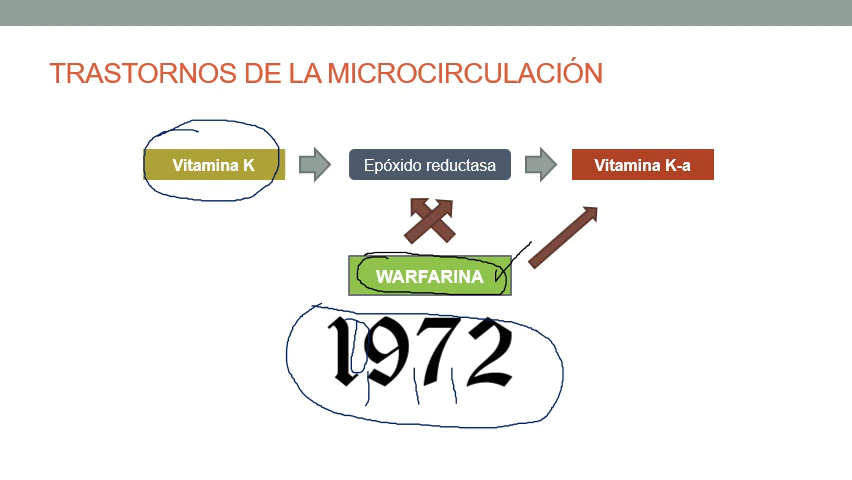 TRASTORNOS DE LA MICROCIRCULACIÓN
Vitamina K Epóxido reductasa Vitamina K-a
WARFARINA
1972